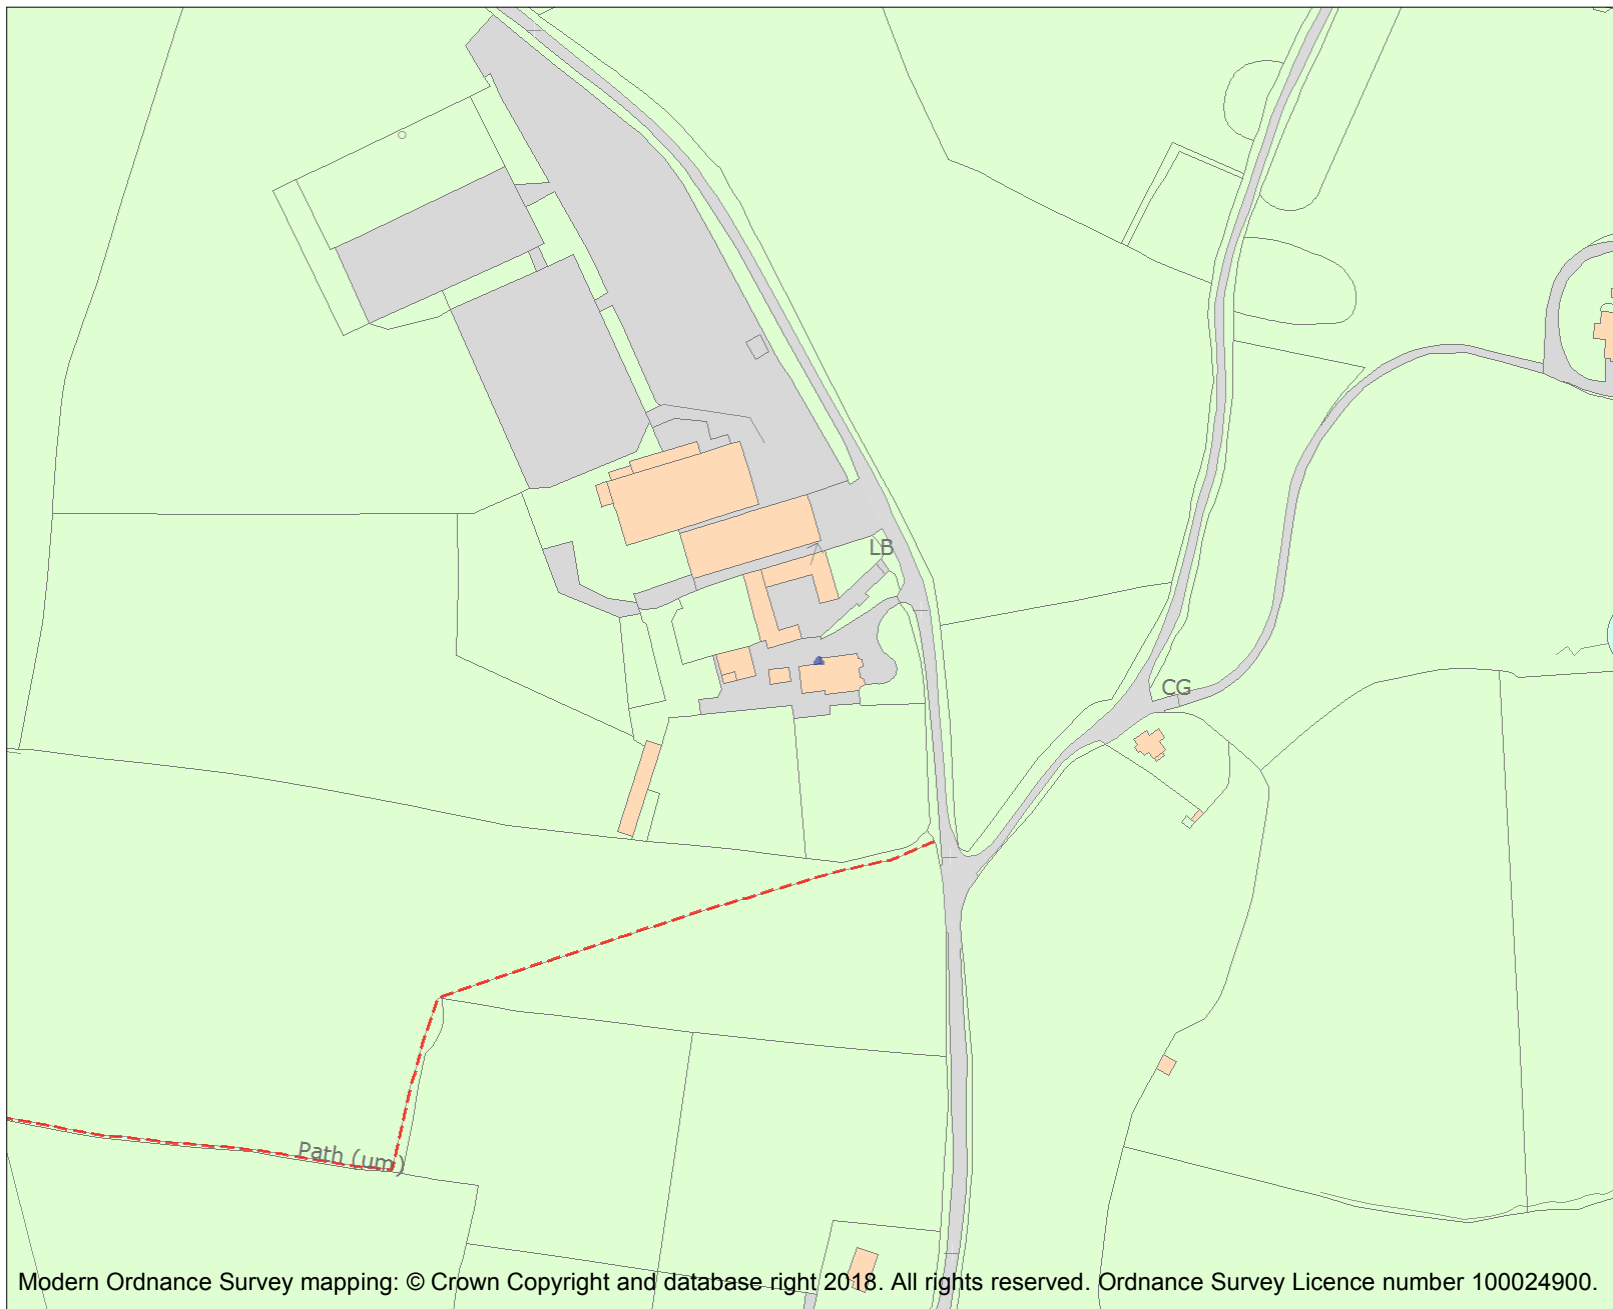 LB
CG
Path (um)
Modern Ordnance Survey mapping: © Crown Copyright and database right 2018. All rights reserved. Ordnance Survey Licence number 100024900.